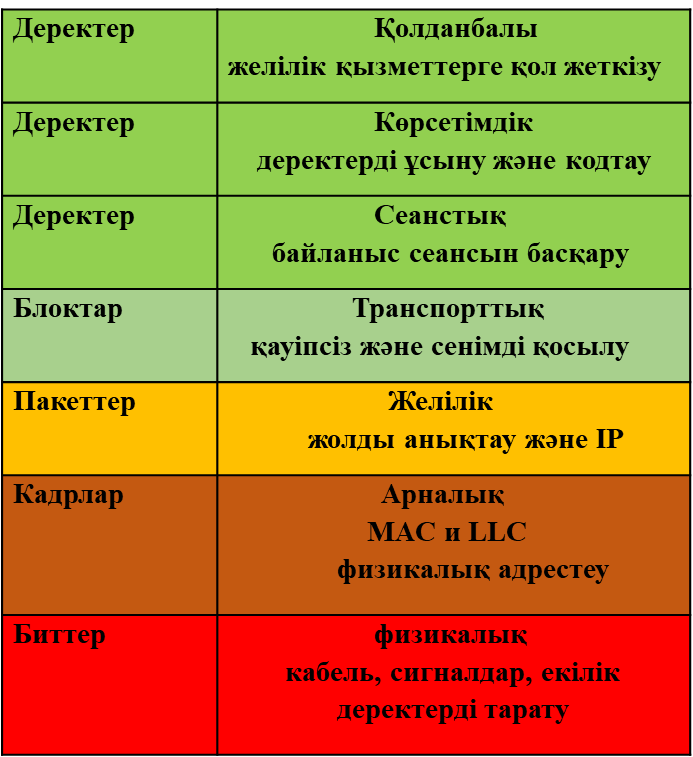 Деректер
Қолданбалы
желілік қызметтерге қол жеткізу
Деректер
Көрсетімдік
деректерді ұсыну және кодтау
Деректер
Сеанстық
байланыс сеансын басқару
Блоктар
Транспорттық
қауіпсіз және сенімді қосылу
Пакеттер
Желілік
жолды анықтау және IP
Кадрлар
Арналық
MAC и LLC
физикалық адрестеу
Биттер
физикалық
кабель, сигналдар, екілік
деректерді тарату